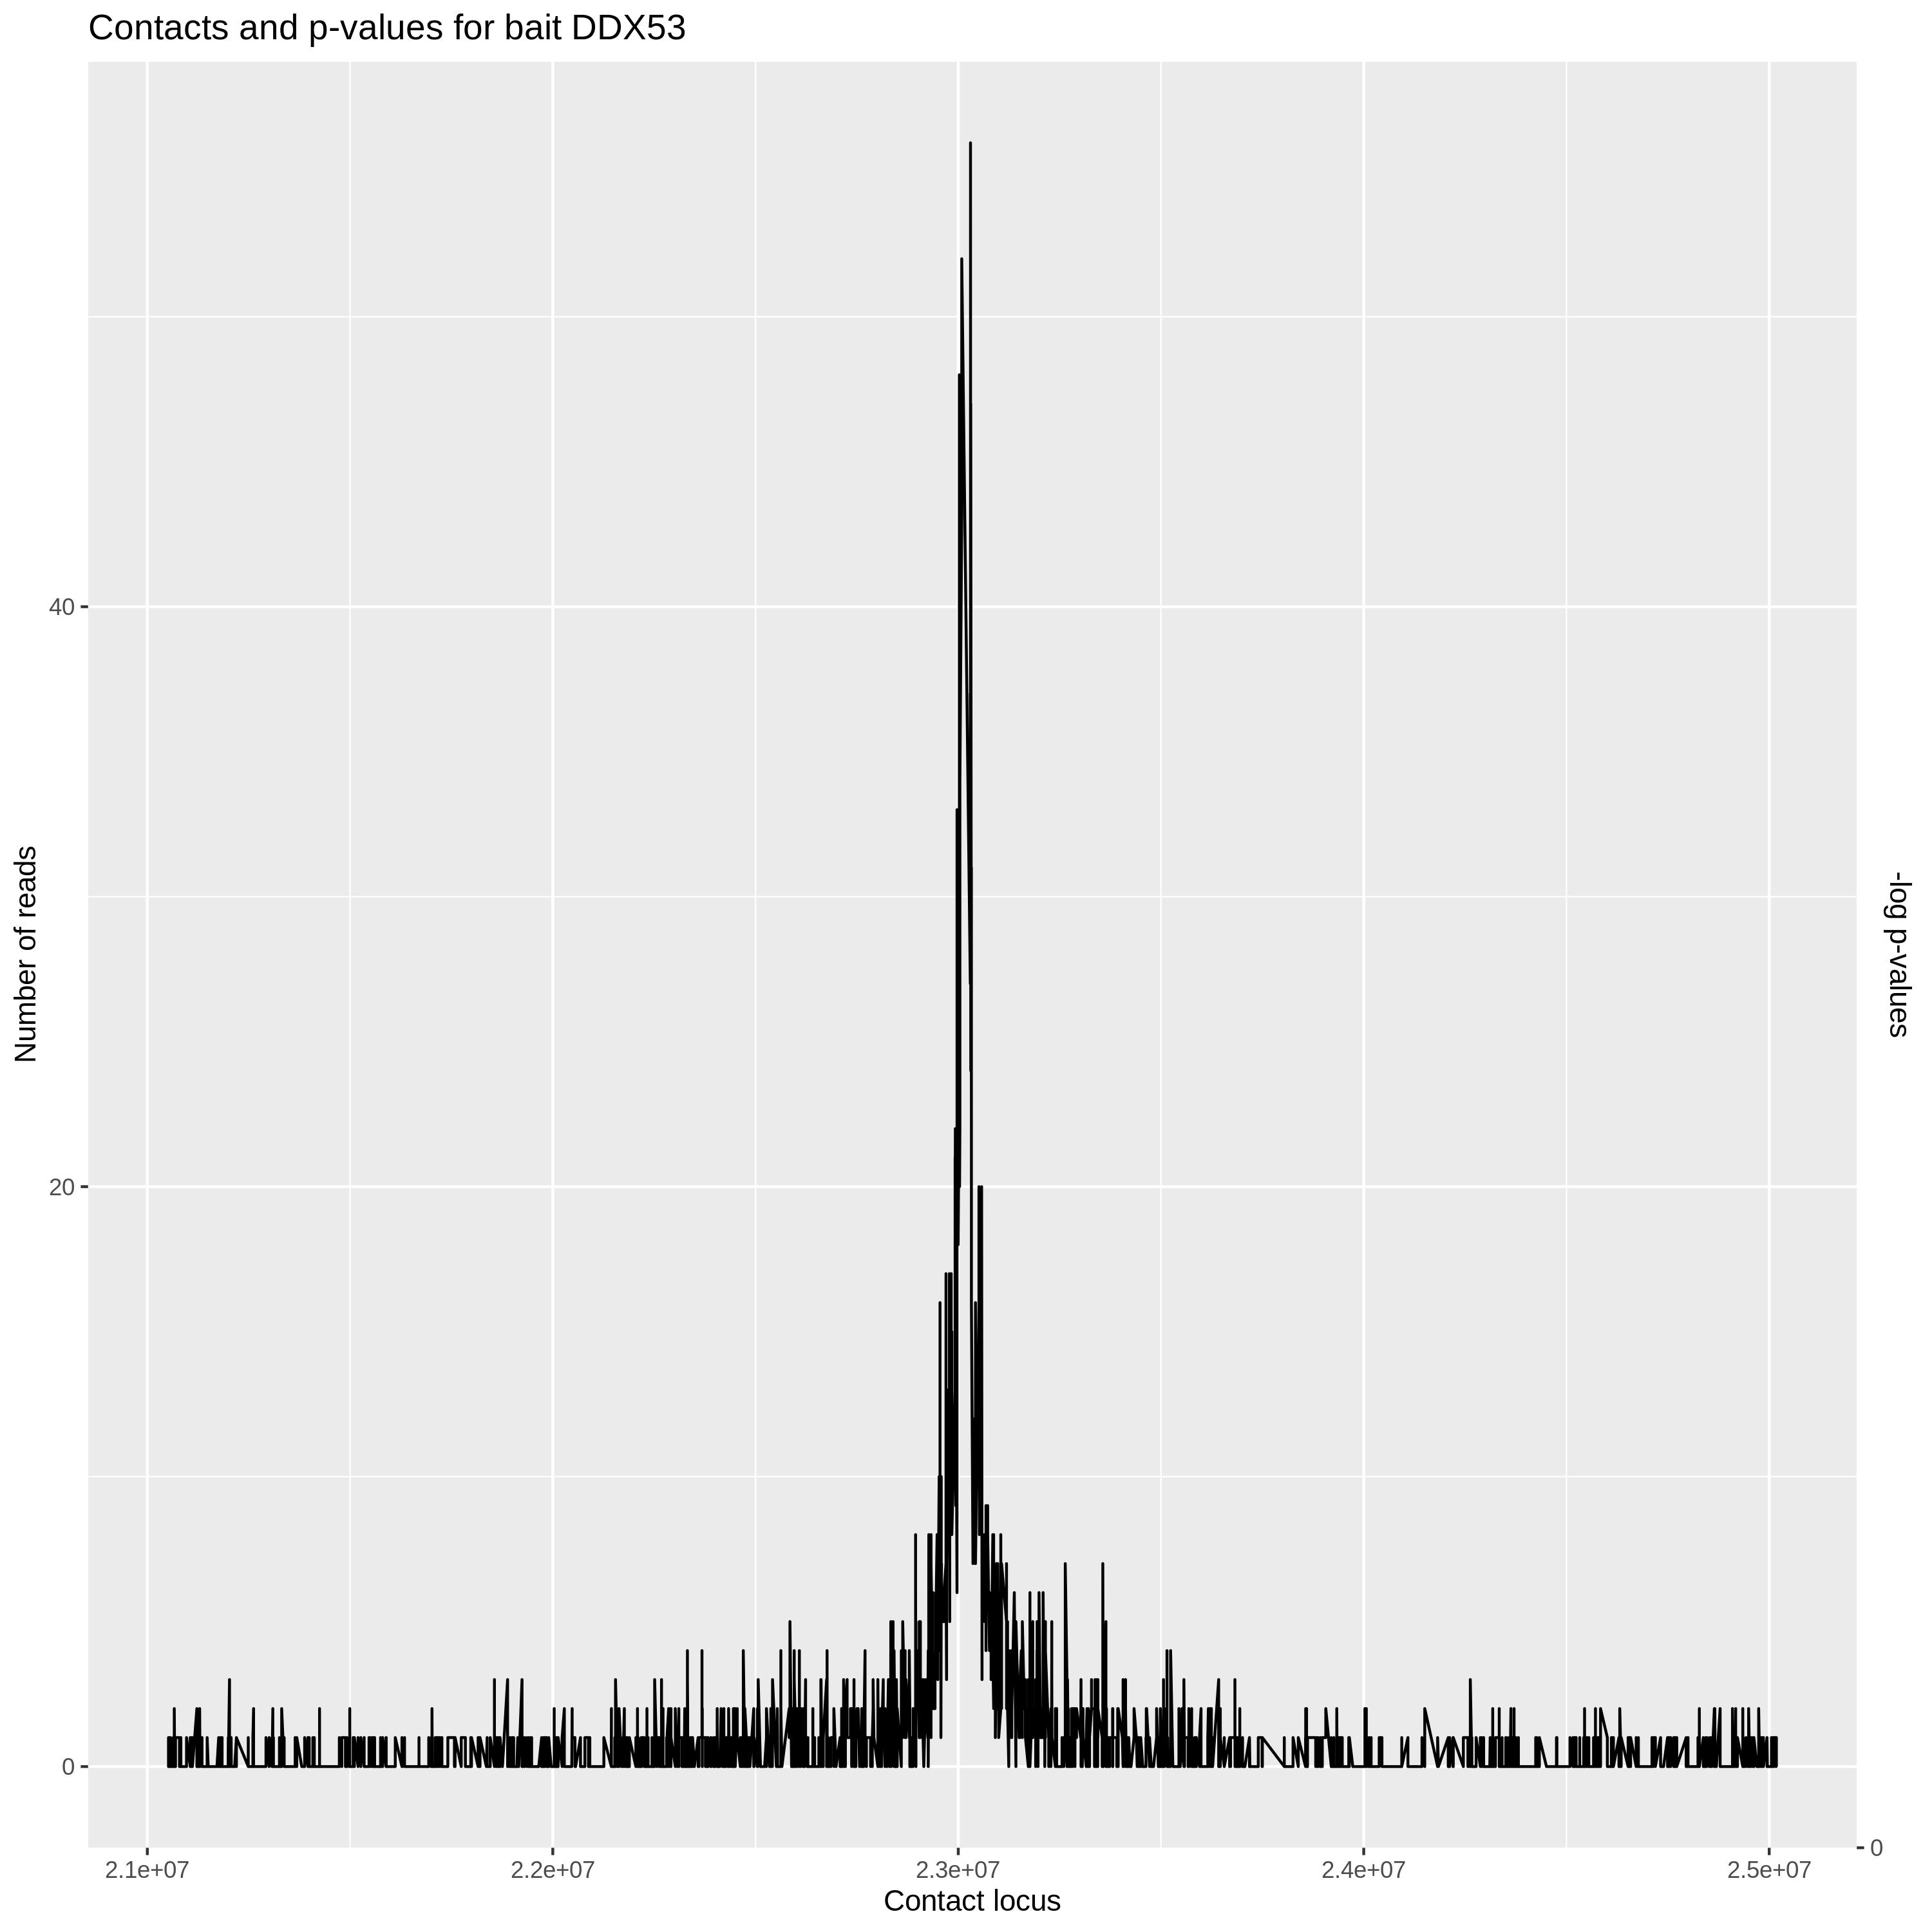 Contacts and p-values for bait DDX53
Number of reads
40
20
0
-log p-values
0
2.1e+07
2.2e+07
2.3e+07
2.4e+07
2.5e+07
Contact locus